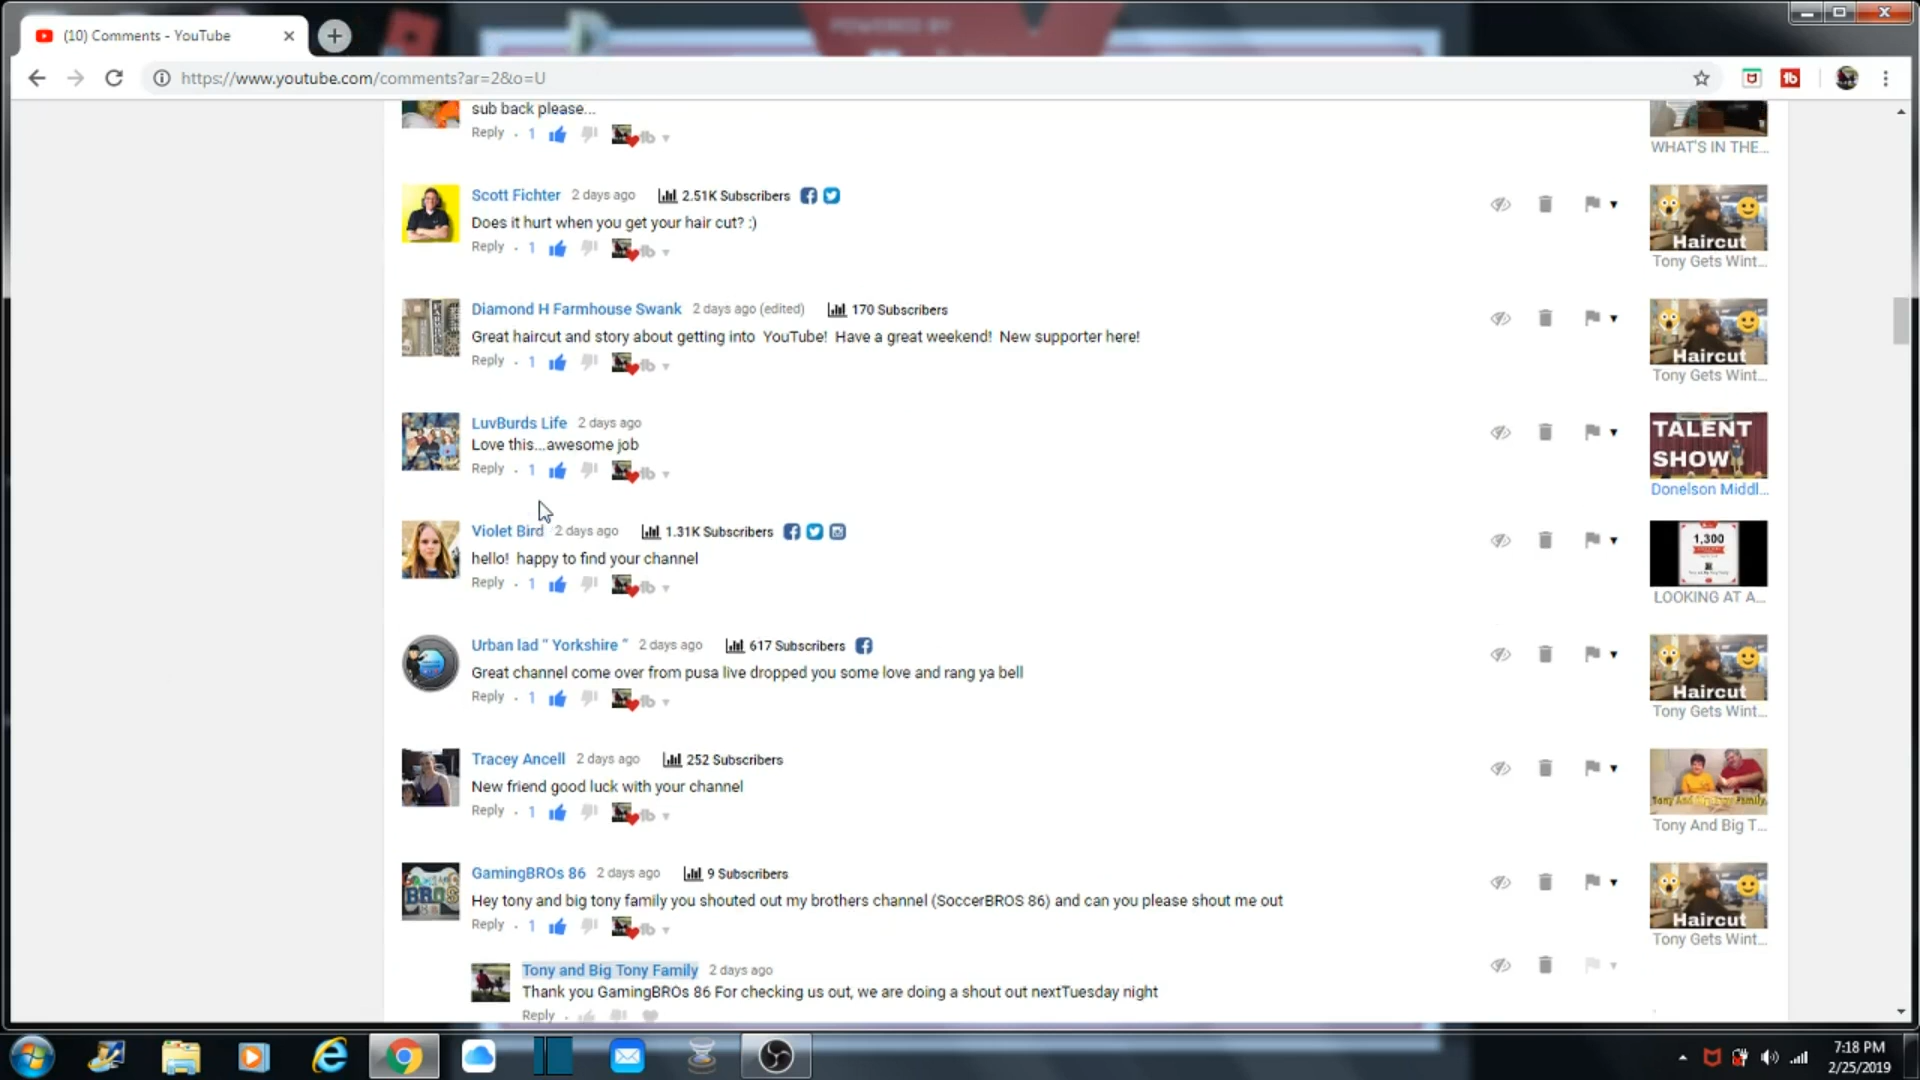 POWERED BY
(10) Comments - YouTube
https://www.youtube.com/comments?ar=2&o=U
sub back please...
Reply · 1
WHAT'S IN THE...
Scott Fichter 2 days ago 2.51K Subscribers
Does it hurt when you get your hair cut? :)
Reply · 1
Haircut
Tony Gets Wint...
Diamond H Farmhouse Swank 2 days ago (edited) 170 Subscribers
Great haircut and story about getting into YouTube! Have a great weekend! New supporter here!
Reply · 1
Haircut
Tony Gets Wint...
LuvBurds Life 2 days ago
Love this...awesome job
Reply · 1
TALENT
SHOW
Donelson Middl...
Violet Bird 2 days ago 1.31K Subscribers
hello! happy to find your channel
Reply · 1
1,300
LOOKING AT A...
Urban lad " Yorkshire " 2 days ago 617 Subscribers
Great channel come over from pusa live dropped you some love and rang ya bell
Reply · 1
Haircut
Tony Gets Wint...
Tracey Ancell 2 days ago 252 Subscribers
New friend good luck with your channel
Reply · 1
Tony And Big Tony Family
Tony And Big T...
GamingBROs 86 2 days ago 9 Subscribers
Hey tony and big tony family you shouted out my brothers channel (SoccerBROS 86) and can you please shout me out
Reply · 1
Haircut
Tony Gets Wint...
Tony and Big Tony Family 2 days ago
Thank you GamingBROs 86 For checking us out, we are doing a shout out nextTuesday night
Reply ·
7:18 PM
2/25/2019